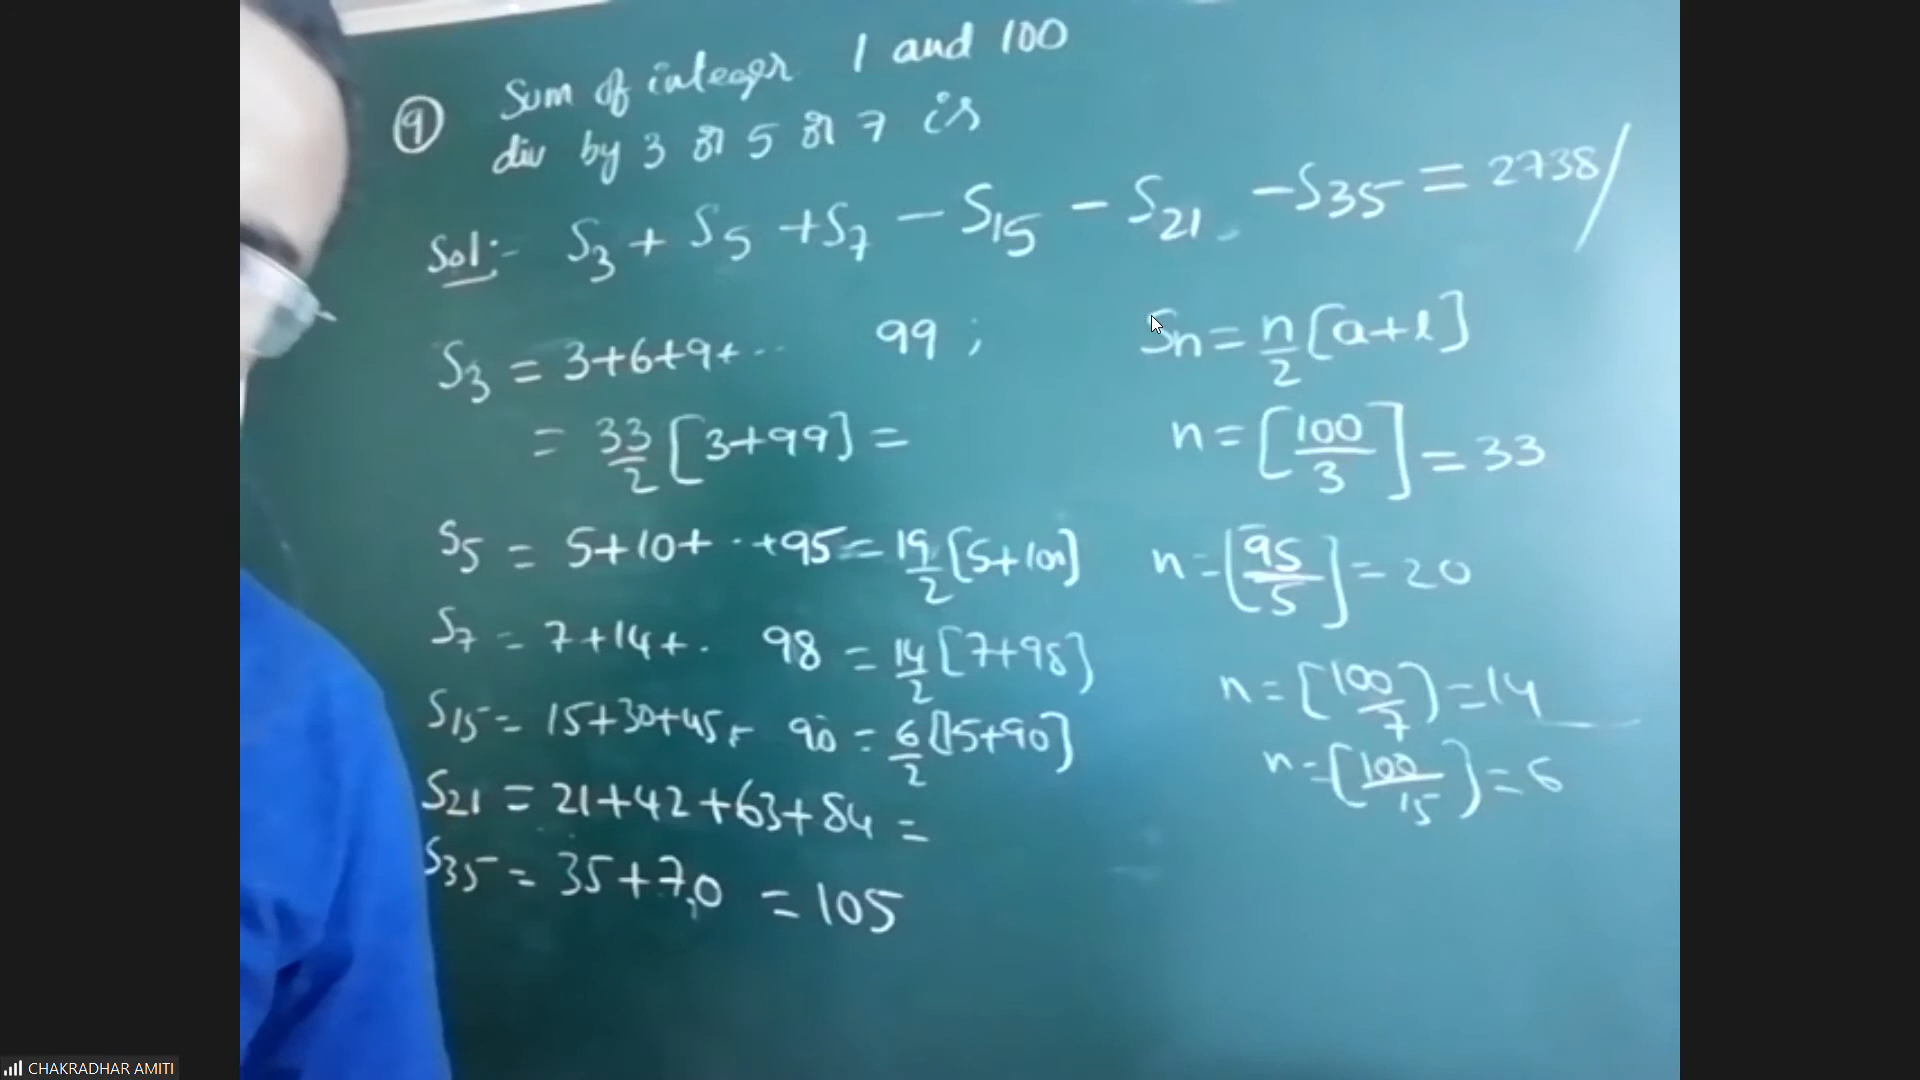 9) Sum of integer 1 and 100
div by 3 or 5 or 7 is
Sol:- S3 + S5 + S7 - S15 - S21 - S35 = 2738/
S3 = 3+6+9+.. 99 ; Sn = n/2 [a+l]
= 33/2 [3+99] = n = [100/3] = 33
S5 = 5+10+..+95 = 19/2 [5+100] n = [95/5] = 20
S7 = 7+14+. 98 = 14/2 [7+98] n = [100/7] = 14
S15 = 15+30+45+ 90 = 6/2 [15+90] n = [100/15] = 6
S21 = 21+42+63+84 =
S35 = 35+70 = 105
CHAKRADHAR AMITI